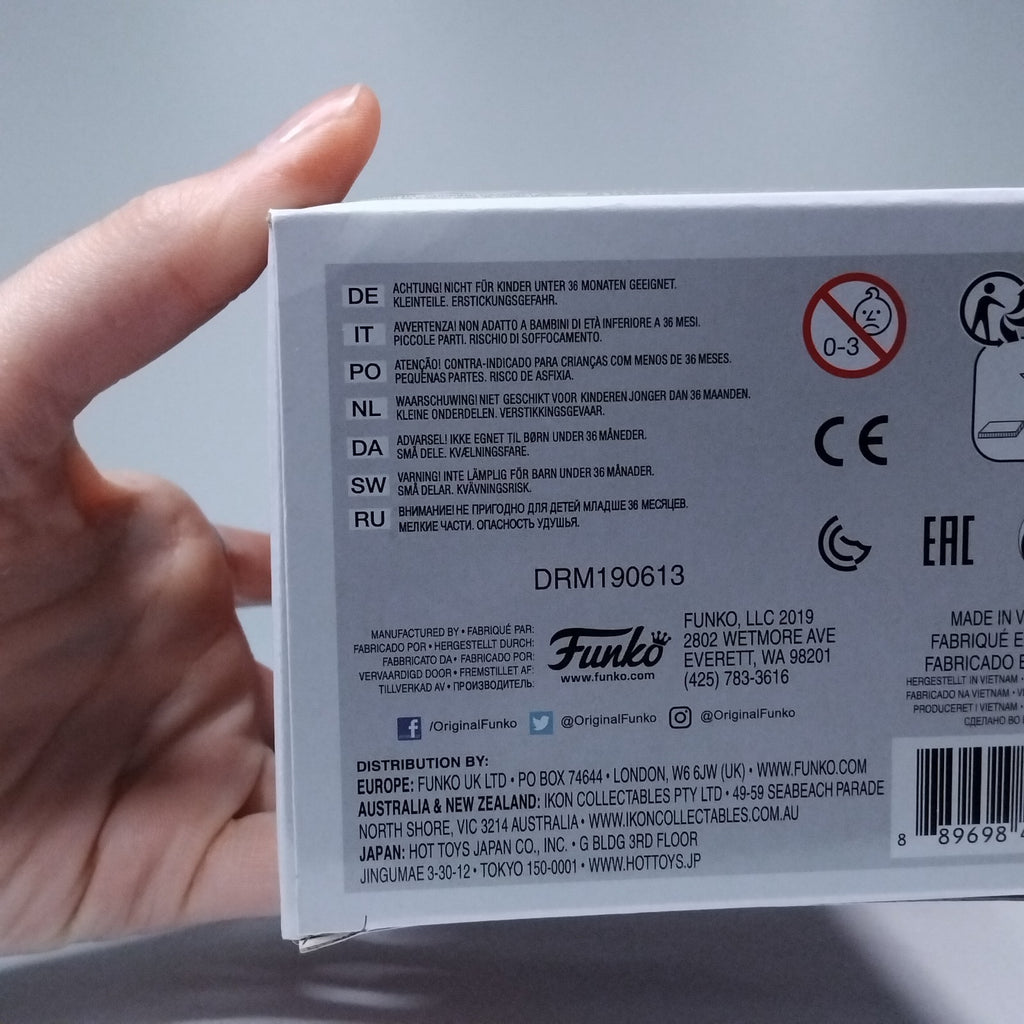 DE ACHTUNG! NICHT FÜR KINDER UNTER 36 MONATEN GEEIGNET.
KLEINTEILE. ERSTICKUNGSGEFAHR.
IT AVVERTENZA! NON ADATTO A BAMBINI DI ETÀ INFERIORE A 36 MESI.
PICCOLE PARTI. RISCHIO DI SOFFOCAMENTO.
PO ATENÇÃO! CONTRA-INDICADO PARA CRIANÇAS COM MENOS DE 36 MESES.
PEQUENAS PARTES. RISCO DE ASFIXIA.
NL WAARSCHUWING! NIET GESCHIKT VOOR KINDEREN JONGER DAN 36 MAANDEN.
KLEINE ONDERDELEN. VERSTIKKINGSGEVAAR.
DA ADVARSEL! IKKE EGNET TIL BØRN UNDER 36 MÅNEDER.
SMÅ DELE. KVÆLNINGSFARE.
SW VARNING! INTE LÄMPLIG FÖR BARN UNDER 36 MÅNADER.
SMÅ DELAR. KVÄVNINGSRISK.
RU ВНИМАНИЕ! НЕ ПРИГОДНО ДЛЯ ДЕТЕЙ МЛАДШЕ 36 МЕСЯЦЕВ.
МЕЛКИЕ ЧАСТИ. ОПАСНОСТЬ УДУШЬЯ.
0-3
CE
EAC
DRM190613
MANUFACTURED BY • FABRIQUÉ PAR:
FABRICADO POR • HERGESTELLT DURCH:
FABBRICATO DA • FABRICADO POR:
VERVAARDIGD DOOR • FREMSTILLET AF:
TILLVERKAD AV • ПРОИЗВОДИТЕЛЬ:
Funko
www.funko.com
FUNKO, LLC 2019
2802 WETMORE AVE
EVERETT, WA 98201
(425) 783-3616
MADE IN V
FABRIQUÉ E
FABRICADO E
HERGESTELLT IN VIETNAM •
FABRICADO NA VIETNAM • V
PRODUCERET I VIETNAM •
СДЕЛАНО ВО
/OriginalFunko @OriginalFunko @OriginalFunko
DISTRIBUTION BY:
EUROPE: FUNKO UK LTD • PO BOX 74644 • LONDON, W6 6JW (UK) • WWW.FUNKO.COM
AUSTRALIA & NEW ZEALAND: IKON COLLECTABLES PTY LTD • 49-59 SEABEACH PARADE
NORTH SHORE, VIC 3214 AUSTRALIA • WWW.IKONCOLLECTABLES.COM.AU
JAPAN: HOT TOYS JAPAN CO., INC. • G BLDG 3RD FLOOR
JINGUMAE 3-30-12 • TOKYO 150-0001 • WWW.HOTTOYS.JP
8 89698